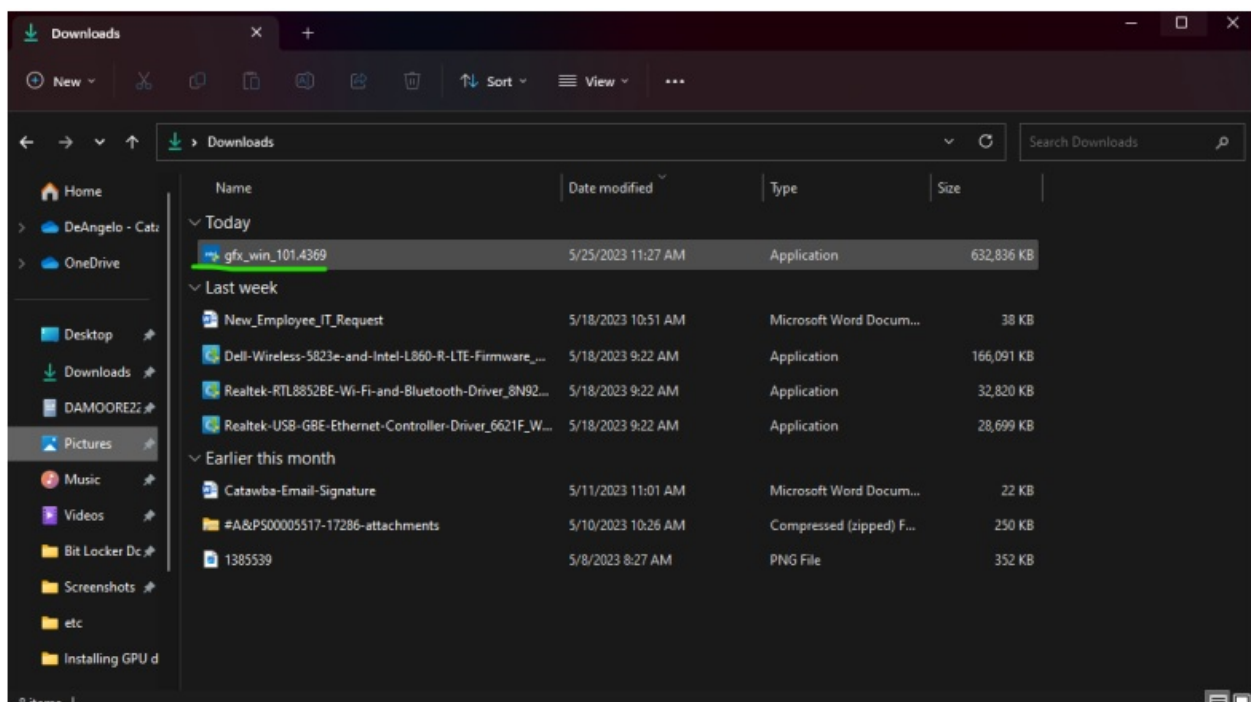 Downloads
New Sort View
Downloads Search Downloads
Name Date modified Type Size
Home
DeAngelo - Cata
OneDrive
Desktop
Downloads
DAMOORE22
Pictures
Music
Videos
Bit Locker Dc
Screenshots
etc
Installing GPU d
Today
gfx_win_101.4369 5/25/2023 11:27 AM Application 632,836 KB
Last week
New_Employee_IT_Request 5/18/2023 10:51 AM Microsoft Word Docum... 38 KB
Dell-Wireless-5823e-and-Intel-L860-R-LTE-Firmware_... 5/18/2023 9:22 AM Application 166,091 KB
Realtek-RTL8852BE-Wi-Fi-and-Bluetooth-Driver_8N92... 5/18/2023 9:22 AM Application 32,820 KB
Realtek-USB-GBE-Ethernet-Controller-Driver_6621F_W... 5/18/2023 9:22 AM Application 28,699 KB
Earlier this month
Catawba-Email-Signature 5/11/2023 11:01 AM Microsoft Word Docum... 22 KB
#A&PS00005517-17286-attachments 5/10/2023 10:26 AM Compressed (zipped) F... 250 KB
1385539 5/8/2023 8:27 AM PNG File 352 KB